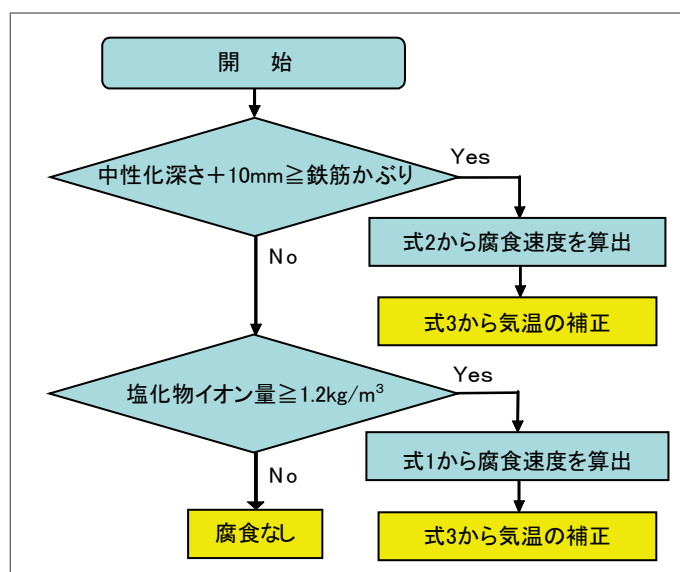 開　始
中性化深さ＋10mm≧鉄筋かぶり
Yes
式2から腐食速度を算出
No
式3から気温の補正
塩化物イオン量≧1.2kg/m³
Yes
式1から腐食速度を算出
No
腐食なし
式3から気温の補正